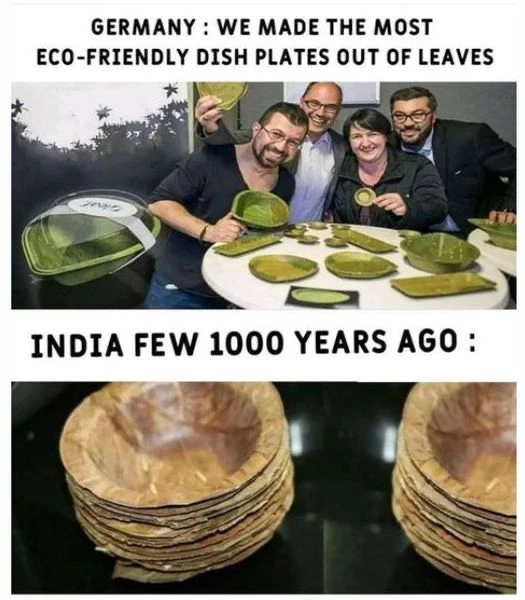 GERMANY : WE MADE THE MOST
ECO-FRIENDLY DISH PLATES OUT OF LEAVES
INDIA FEW 1000 YEARS AGO :